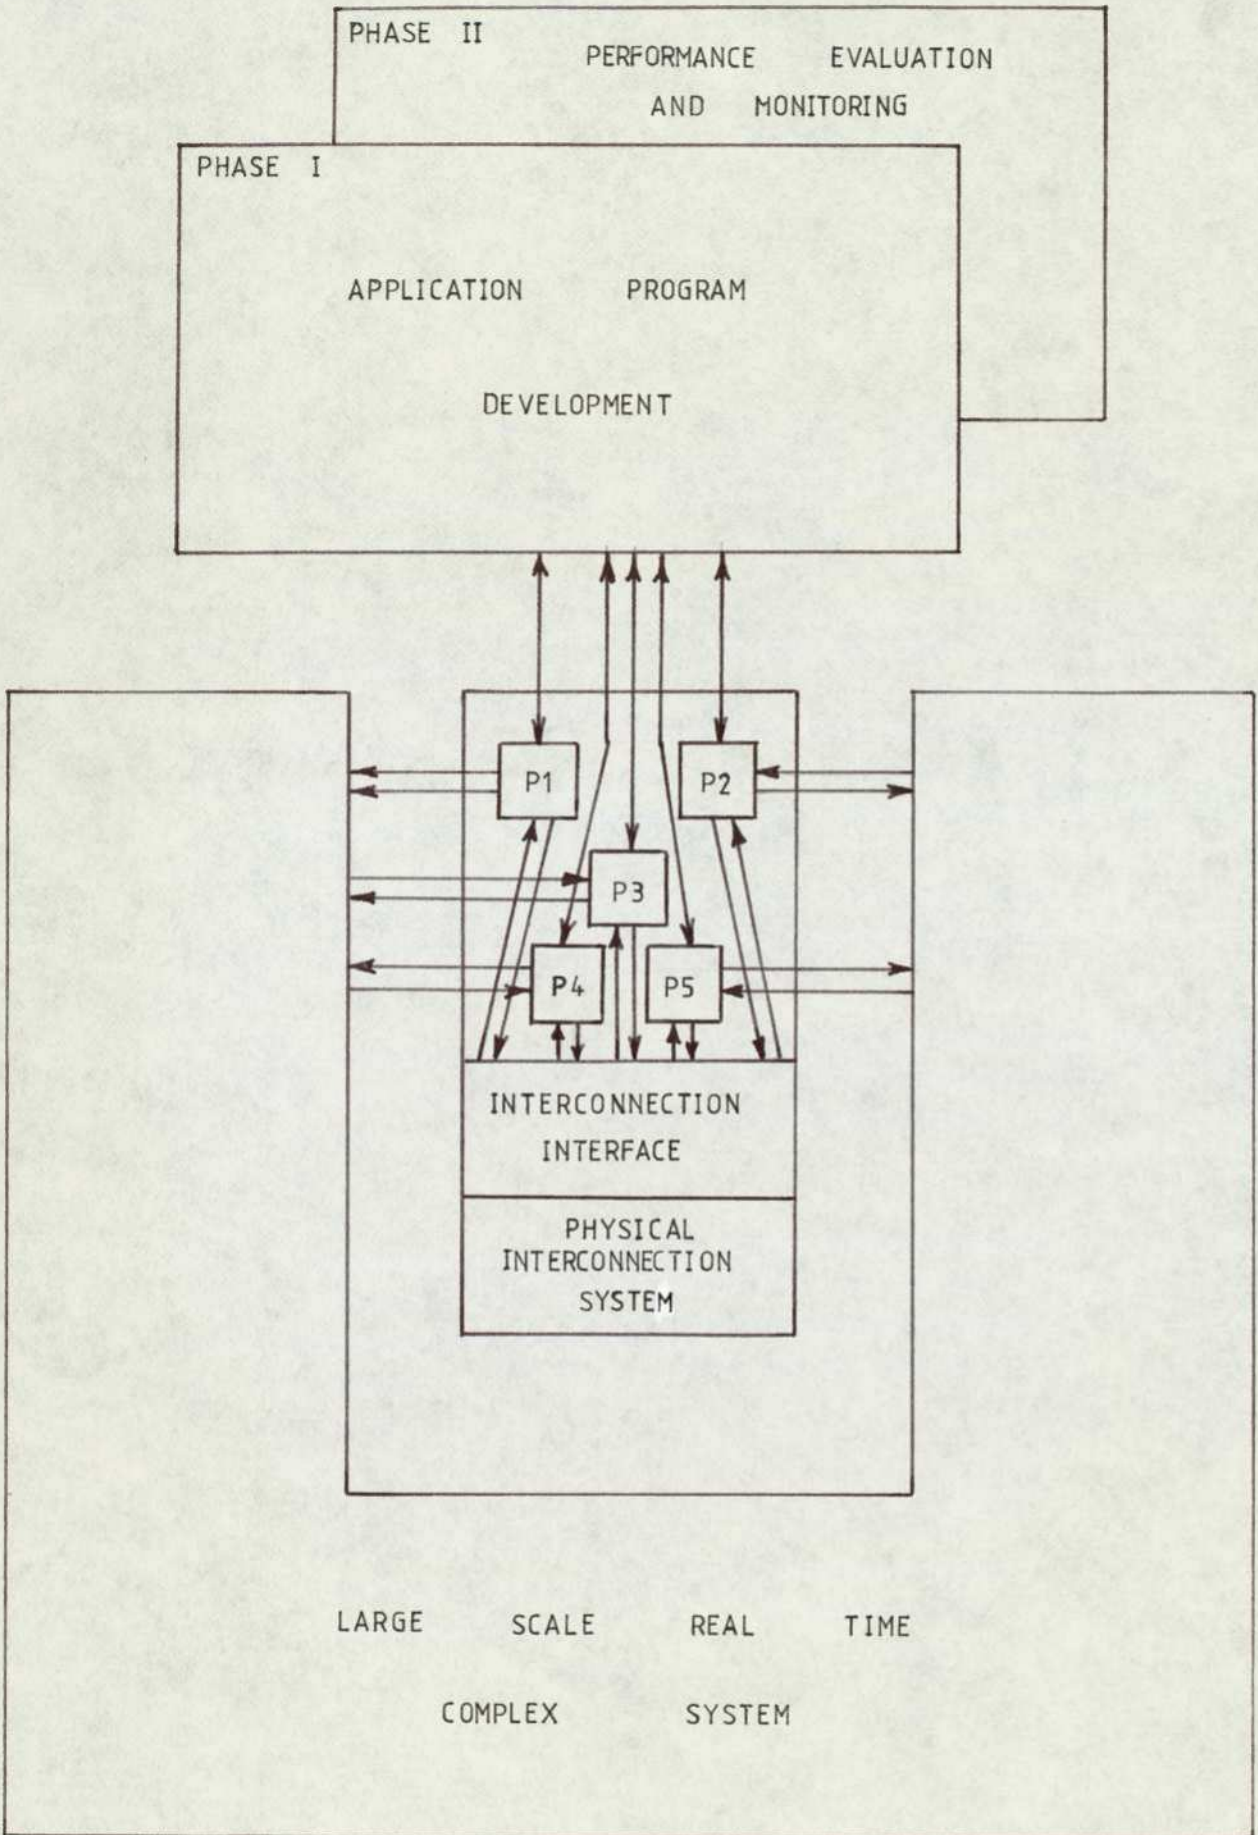 PHASE II
PERFORMANCE EVALUATION
AND MONITORING
PHASE I
APPLICATION PROGRAM
DEVELOPMENT
P1
P2
P3
P4
P5
INTERCONNECTION
INTERFACE
PHYSICAL
INTERCONNECTION
SYSTEM
LARGE SCALE REAL TIME
COMPLEX SYSTEM